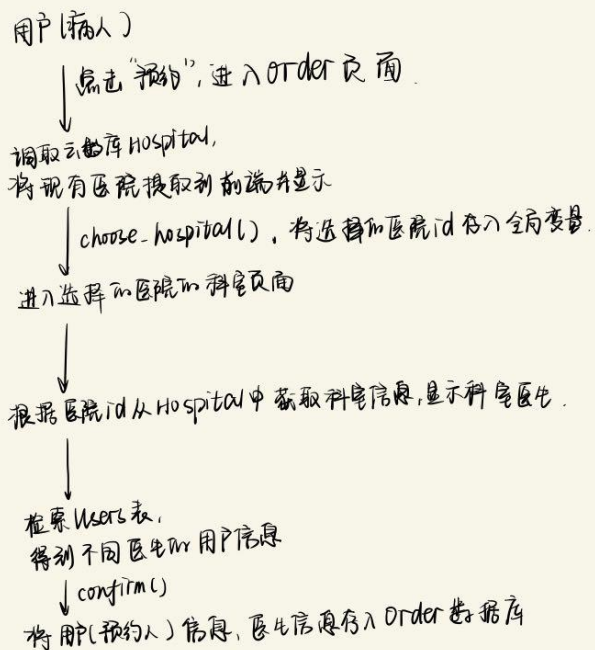 用户(病人)
点击“预约”,进入order页面.
调取云数据库Hospital,
将现有医院提取到前端并显示
choose_hospital(),将选择的医院id存入全局变量.
进入选择的医院的科室页面
根据医院id从Hospital中获取科室信息,显示科室医生.
检索Users表,
得到不同医生的用户信息
confirm()
将用户(预约人)信息、医生信息存入Order数据库